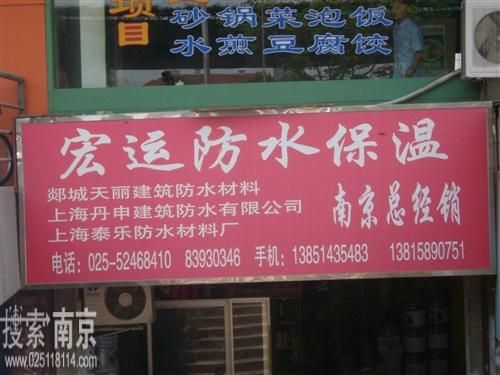 项目
砂锅菜泡饭
水煎豆腐饺
宏运防水保温
郯城天丽建筑防水材料
上海丹申建筑防水有限公司
上海泰乐防水材料厂
南京总经销
电话：025-52468410 83930346 手机：13851435483 13815890751
搜索南京
www.025118114.com